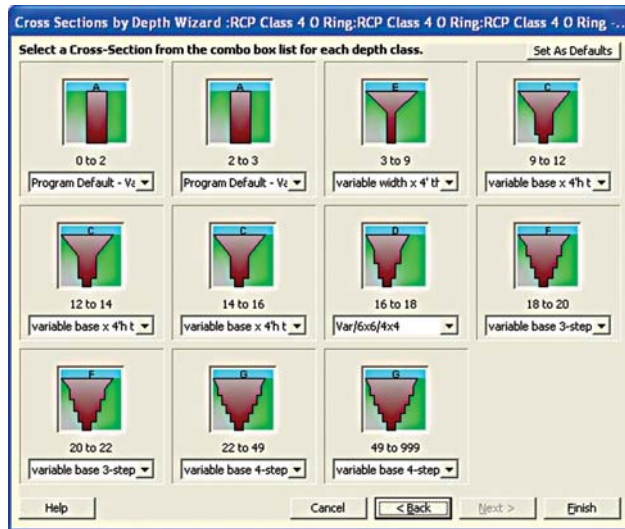 Cross Sections by Depth Wizard :RCP Class 4 O Ring:RCP Class 4 O Ring:RCP Class 4 O Ring -...
Select a Cross-Section from the combo box list for each depth class.
Set As Defaults
A
A
E
C
0 to 2
2 to 3
3 to 9
9 to 12
Program Default - Va
Program Default - Va
variable width x 4' th
variable base x 4'h t
C
C
D
F
12 to 14
14 to 16
16 to 18
18 to 20
variable base x 4'h t
variable base x 4'h t
Var/6x6/4x4
variable base 3-step
F
G
G
20 to 22
22 to 49
49 to 999
variable base 3-step
variable base 4-step
variable base 4-step
Help
Cancel
< Back
Next >
Finish